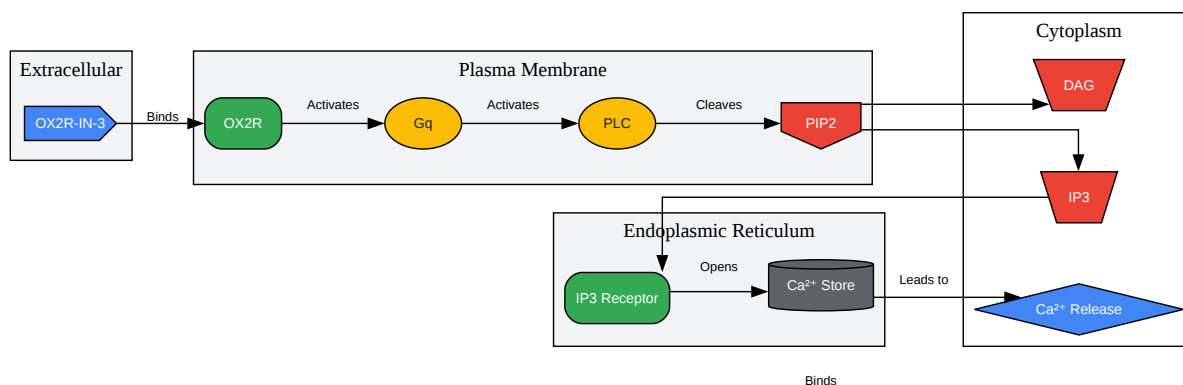 Extracellular
OX2R-IN-3
Binds
Plasma Membrane
OX2R
Activates
Gq
Activates
PLC
Cleaves
PIP2
Cytoplasm
DAG
IP3
Endoplasmic Reticulum
IP3 Receptor
Opens
Ca²⁺ Store
Leads to
Ca²⁺ Release
Binds